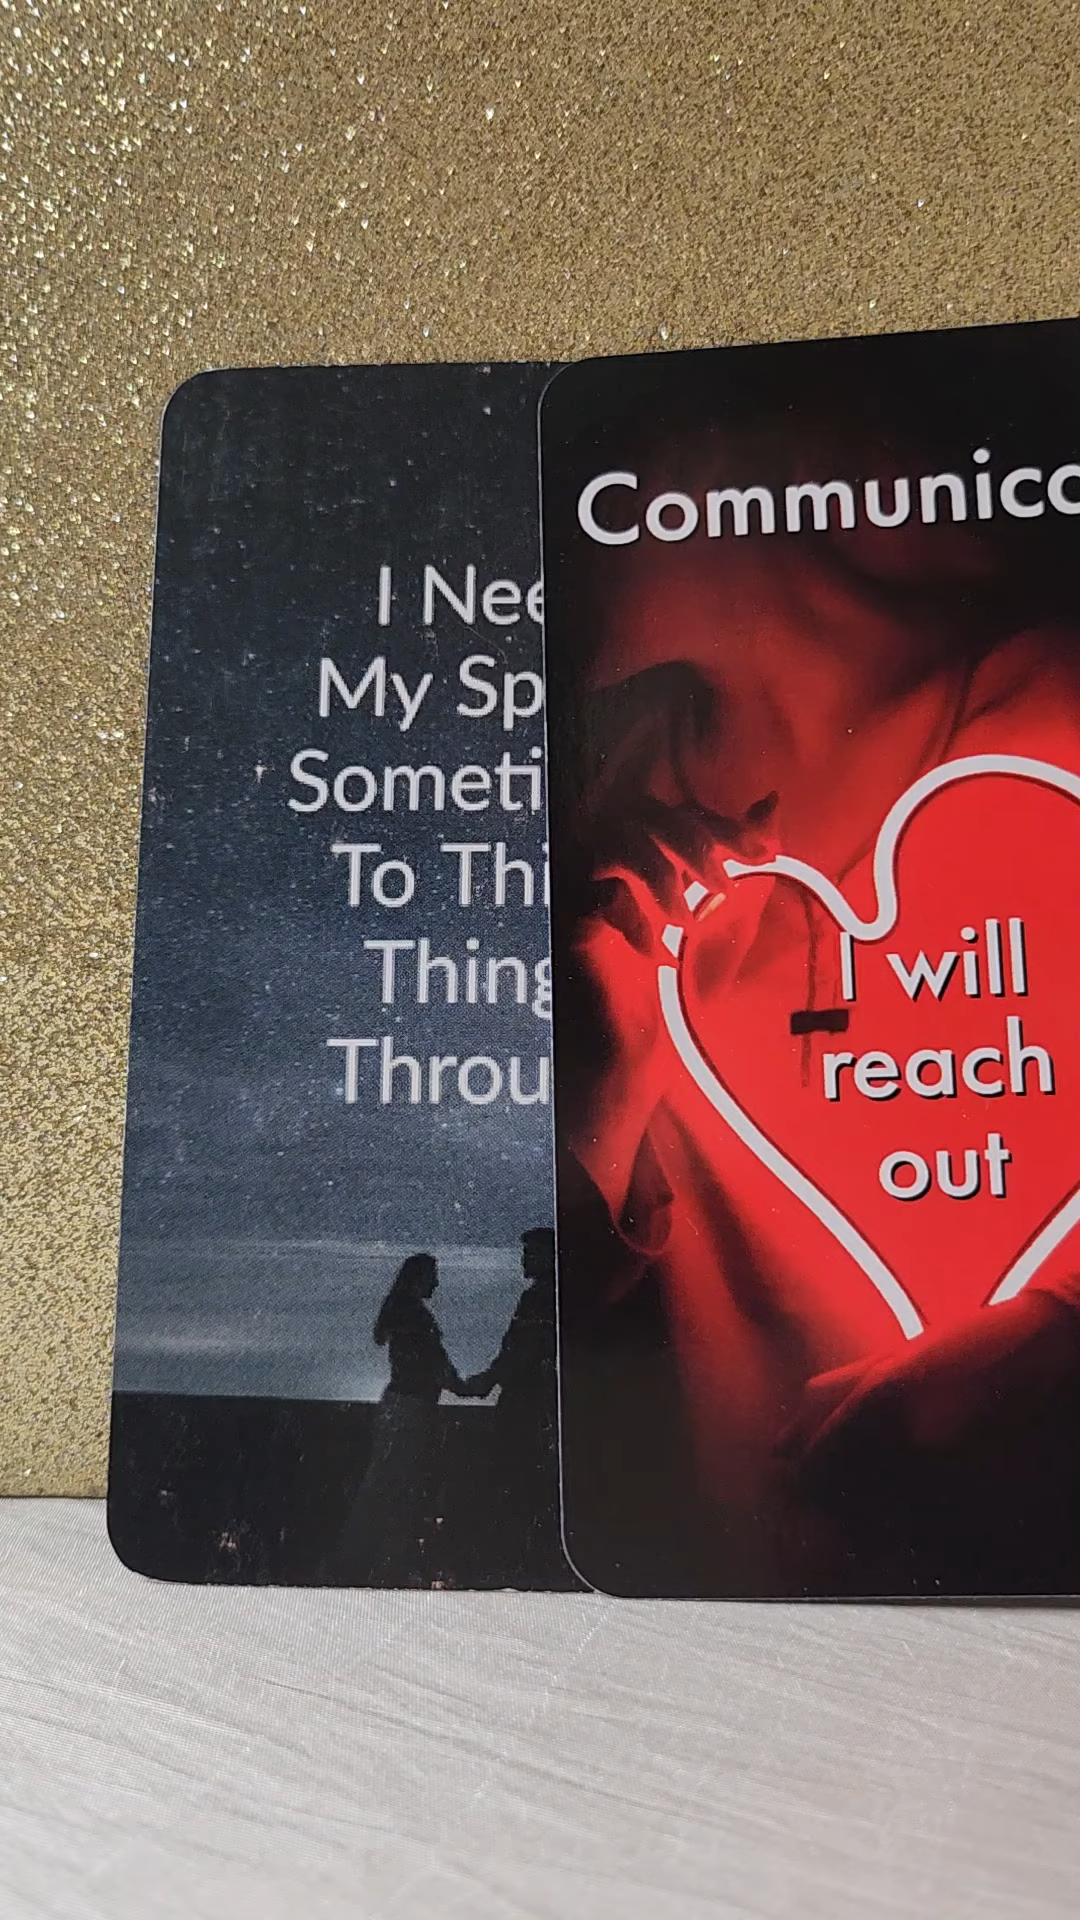 I Nee
My Sp
Someti
To Thi
Thing
Throu
Communica
I will
reach
out